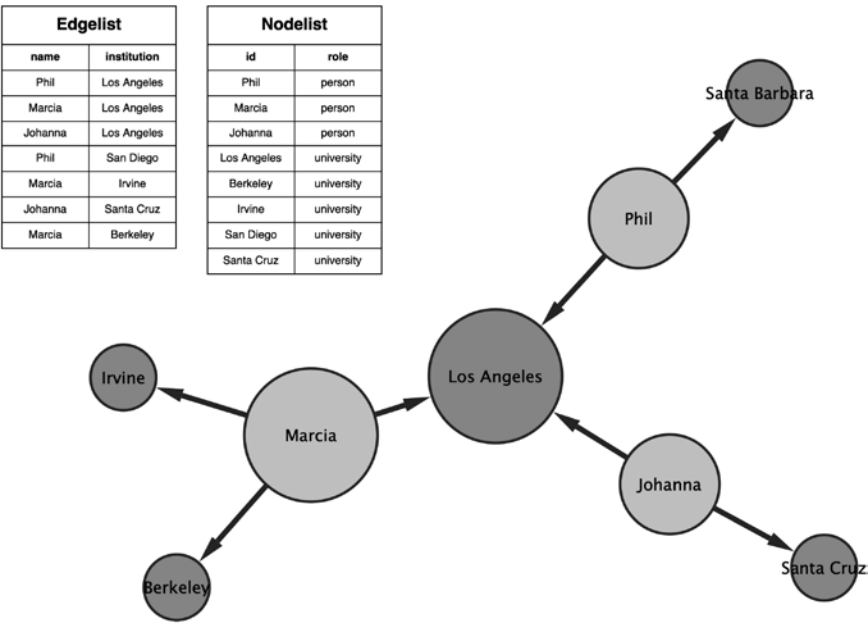 Edgelist
name institution
Phil Los Angeles
Marcia Los Angeles
Johanna Los Angeles
Phil San Diego
Marcia Irvine
Johanna Santa Cruz
Marcia Berkeley
Nodelist
id role
Phil person
Marcia person
Johanna person
Los Angeles university
Berkeley university
Irvine university
San Diego university
Santa Cruz university
Santa Barbara
Phil
Los Angeles
Irvine
Marcia
Johanna
Santa Cruz
Berkeley